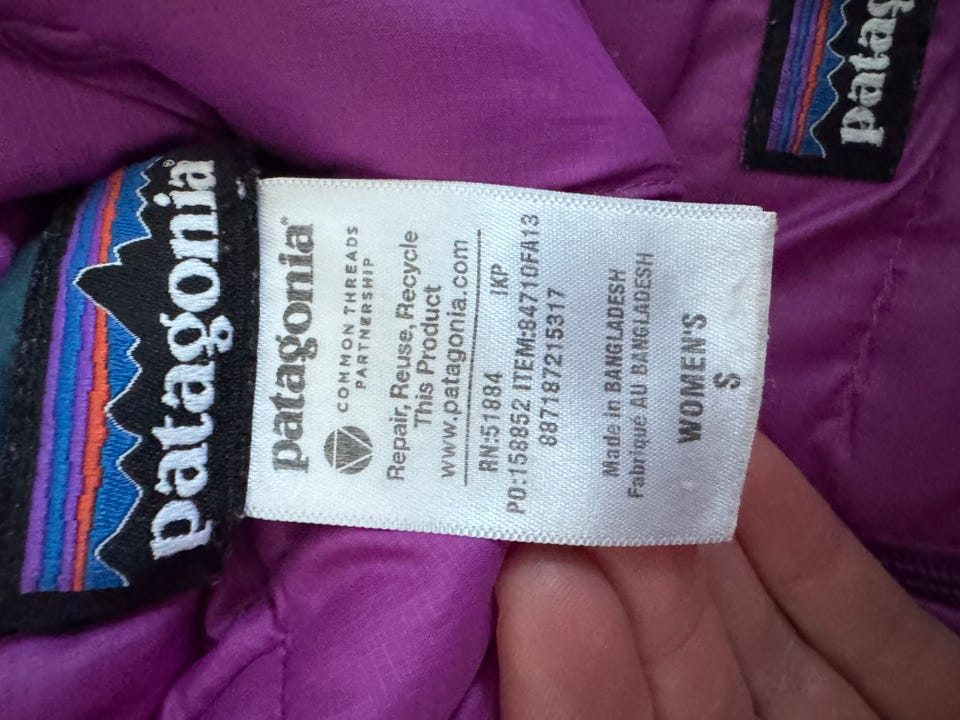 patagonia®
patagonia®
COMMON THREADS
PARTNERSHIP
Repair, Reuse, Recycle
This Product
www.patagonia.com
RN:51884 IKP
PO:158852 ITEM:84710FA13
887187215317
Made in BANGLADESH
Fabrique AU BANGLADESH
WOMEN'S
S
patag